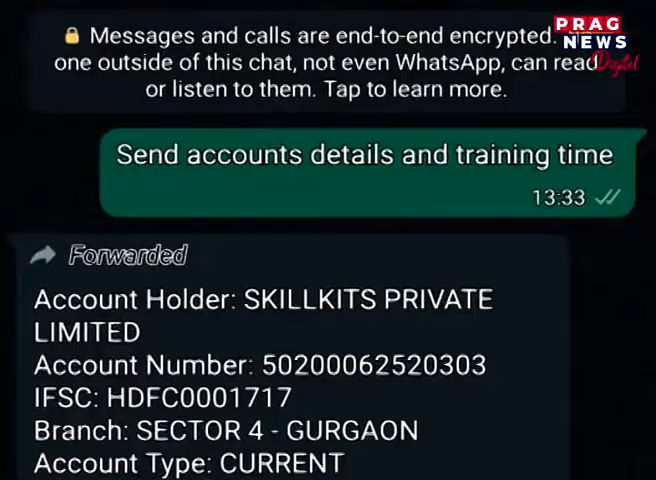 PRAG
NEWS
Digital
🔒 Messages and calls are end-to-end encrypted.
one outside of this chat, not even WhatsApp, can read
or listen to them. Tap to learn more.
Send accounts details and training time
13:33
Forwarded
Account Holder: SKILLKITS PRIVATE
LIMITED
Account Number: 50200062520303
IFSC: HDFC0001717
Branch: SECTOR 4 - GURGAON
Account Type: CURRENT